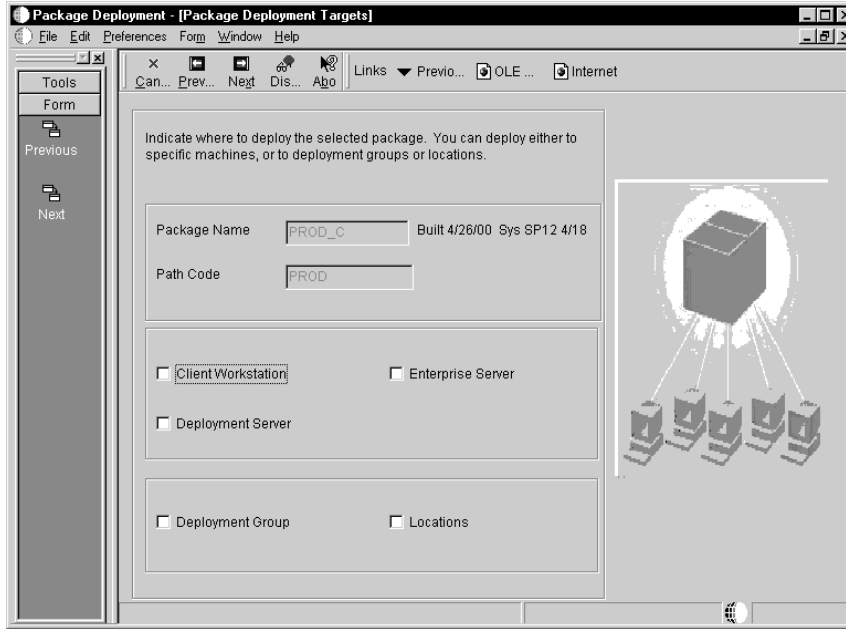 Package Deployment - [Package Deployment Targets]
File Edit Preferences Form Window Help
Can... Prev... Next Dis... Abo Links Previo... OLE ... Internet
Tools
Form
Previous
Next
Indicate where to deploy the selected package. You can deploy either to
specific machines, or to deployment groups or locations.
Package Name PROD_C Built 4/26/00 Sys SP12 4/18
Path Code PROD
Client Workstation Enterprise Server
Deployment Server
Deployment Group Locations